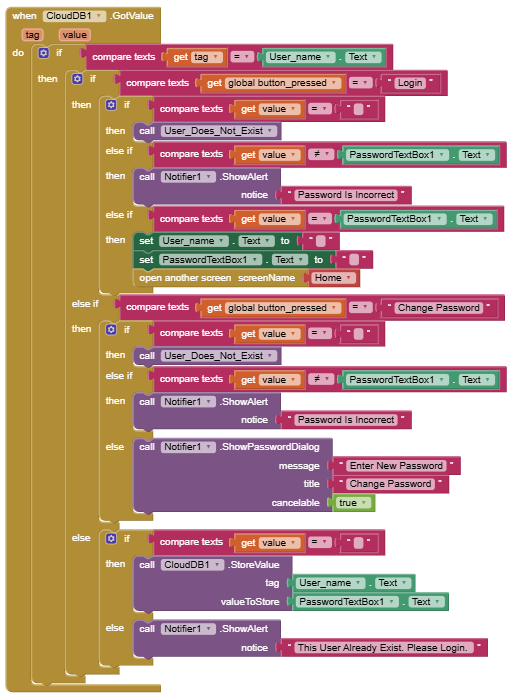 when CloudDB1 .GotValue
tag value
do if compare texts get tag = User_name . Text
then if compare texts get global button_pressed = " Login "
then if compare texts get value = " "
then call User_Does_Not_Exist
else if compare texts get value ≠ PasswordTextBox1 . Text
then call Notifier1 .ShowAlert
notice " Password Is Incorrect "
else if compare texts get value = PasswordTextBox1 . Text
then set User_name . Text to " "
set PasswordTextBox1 . Text to " "
open another screen screenName Home
else if compare texts get global button_pressed = " Change Password "
then if compare texts get value = " "
then call User_Does_Not_Exist
else if compare texts get value ≠ PasswordTextBox1 . Text
then call Notifier1 .ShowAlert
notice " Password Is Incorrect "
else call Notifier1 .ShowPasswordDialog
message " Enter New Password "
title " Change Password "
cancelable true
else if compare texts get value = " "
then call CloudDB1 .StoreValue
tag User_name . Text
valueToStore PasswordTextBox1 . Text
else call Notifier1 .ShowAlert
notice " This User Already Exist. Please Login. "